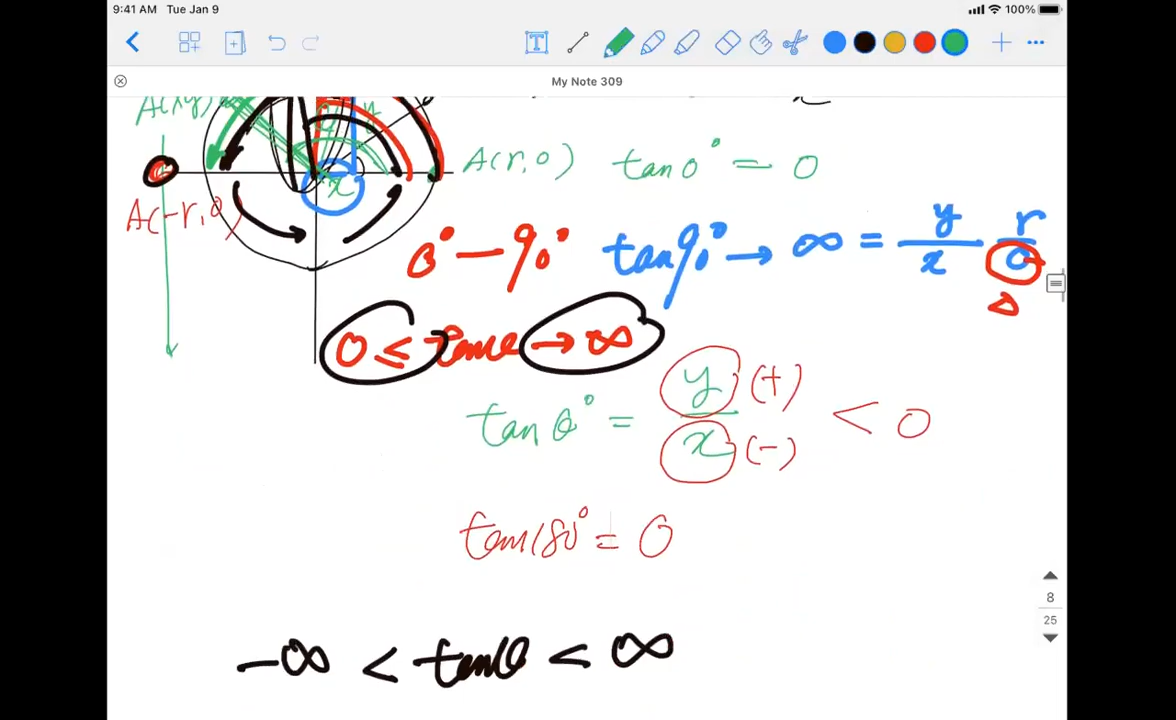 9:41 AM Tue Jan 9
100%
My Note 309
A(x,y)
y
x
A(r,0) tan0° = 0
A(-r,0)
0° - 90° tan90° → ∞ = y/x r/0
0 ≤ tanθ → ∞
tan θ° = y (+) / x (-) < 0
tan180° = 0
8
25
-∞ < tanθ < ∞